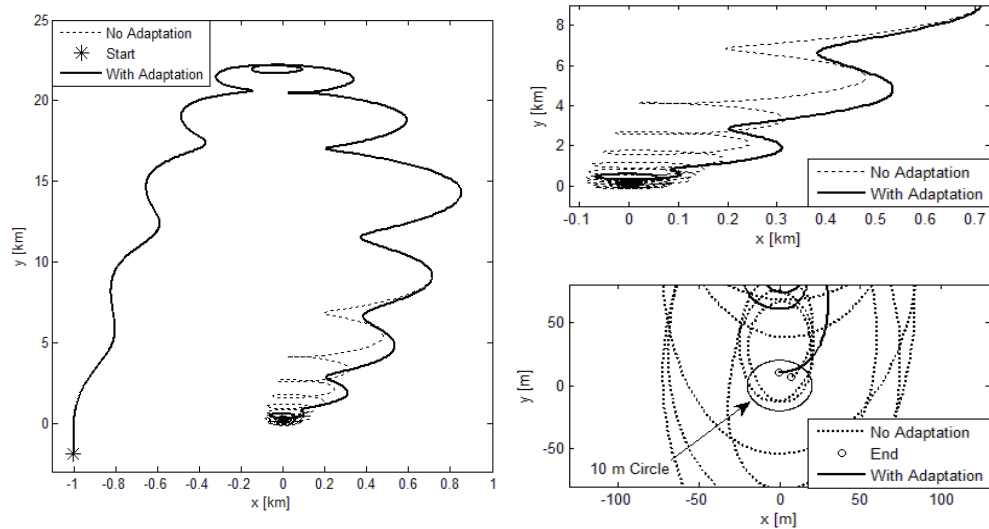 25
20
15
10
5
0
y [km]
-1
-0.8
-0.6
-0.4
-0.2
0
0.2
0.4
0.6
0.8
1
x [km]
No Adaptation
Start
With Adaptation
8
6
4
2
0
y [km]
-0.1
0
0.1
0.2
0.3
0.4
0.5
0.6
0.7
x [km]
No Adaptation
With Adaptation
50
0
-50
y [m]
-100
-50
0
50
100
x [m]
10 m Circle
No Adaptation
End
With Adaptation